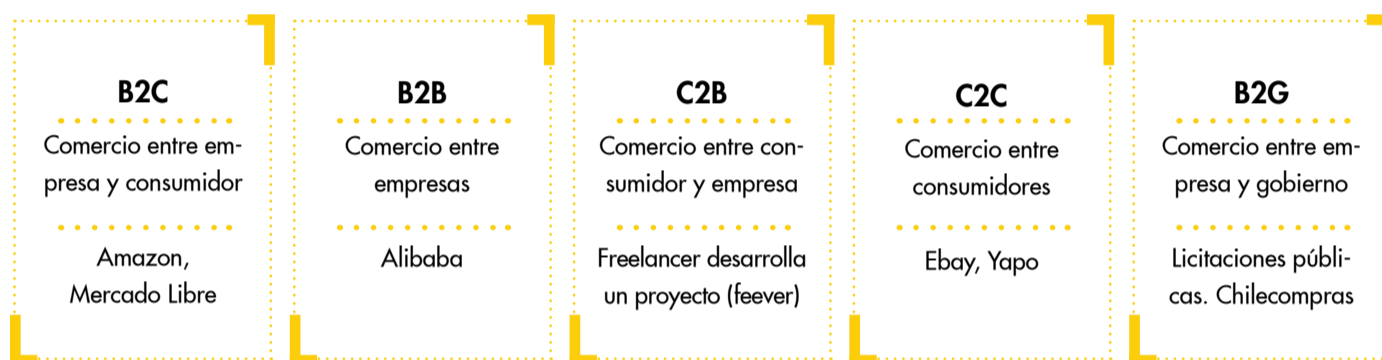 B2C
Comercio entre em-
presa y consumidor
Amazon,
Mercado Libre
B2B
Comercio entre
empresas
Alibaba
C2B
Comercio entre con-
sumidor y empresa
Freelancer desarrolla
un proyecto (feever)
C2C
Comercio entre
consumidores
Ebay, Yapo
B2G
Comercio entre em-
presa y gobierno
Licitaciones públi-
cas. Chilecompras